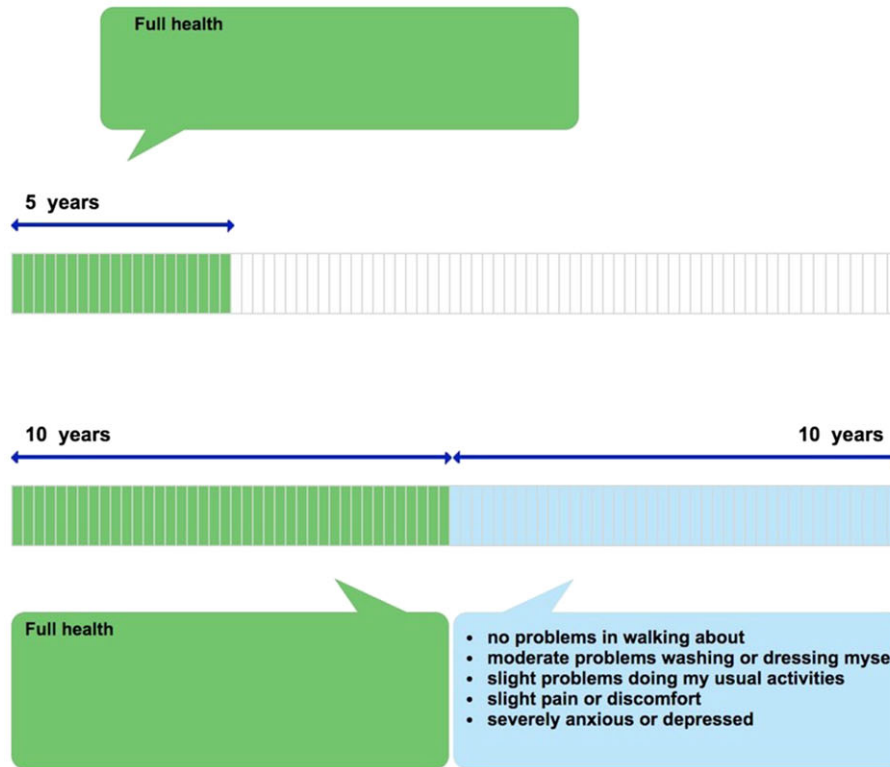 Full health
5 years
10 years
10 years
Full health
• no problems in walking about
• moderate problems washing or dressing myse
• slight problems doing my usual activities
• slight pain or discomfort
• severely anxious or depressed